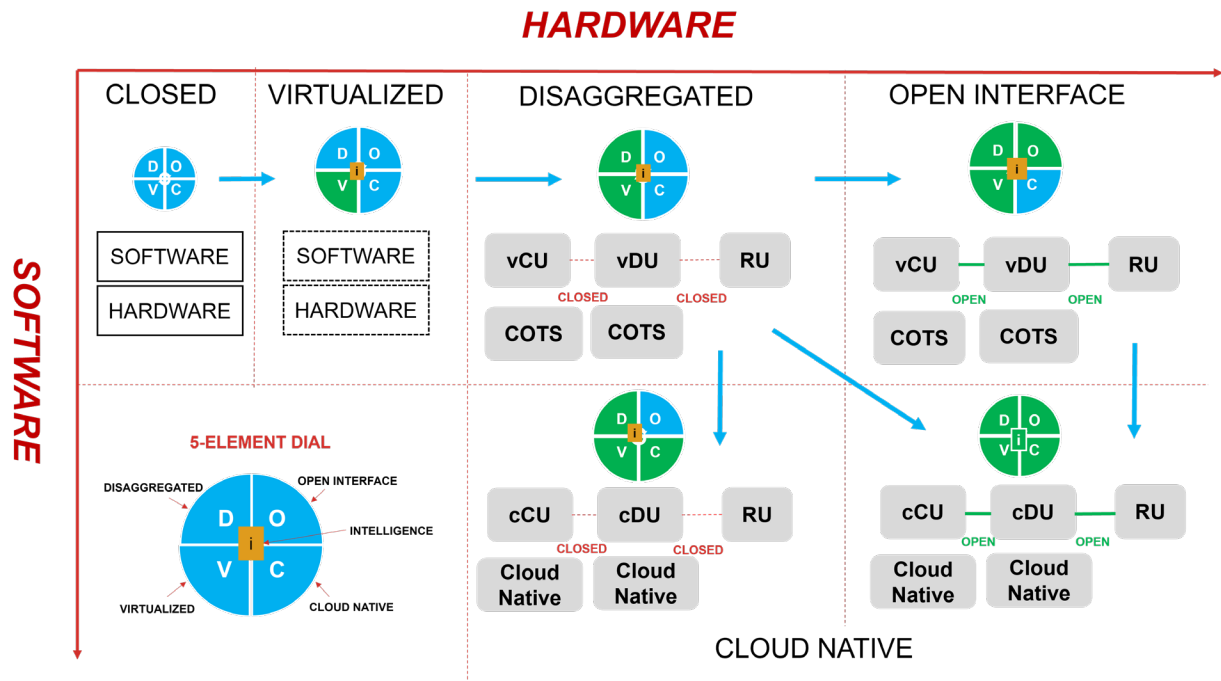 HARDWARE
SOFTWARE
CLOSED
VIRTUALIZED
DISAGGREGATED
OPEN INTERFACE
D O
V C
D O
i
V C
D O
i
V C
D O
i
V C
SOFTWARE
HARDWARE
SOFTWARE
HARDWARE
vCU
vDU
RU
CLOSED
CLOSED
COTS
COTS
vCU
vDU
RU
OPEN
OPEN
COTS
COTS
5-ELEMENT DIAL
DISAGGREGATED
OPEN INTERFACE
INTELLIGENCE
VIRTUALIZED
CLOUD NATIVE
D O
i
V C
D O
i
V C
cCU
cDU
RU
CLOSED
CLOSED
Cloud
Native
Cloud
Native
D O
i
V C
cCU
cDU
RU
OPEN
OPEN
Cloud
Native
Cloud
Native
CLOUD NATIVE